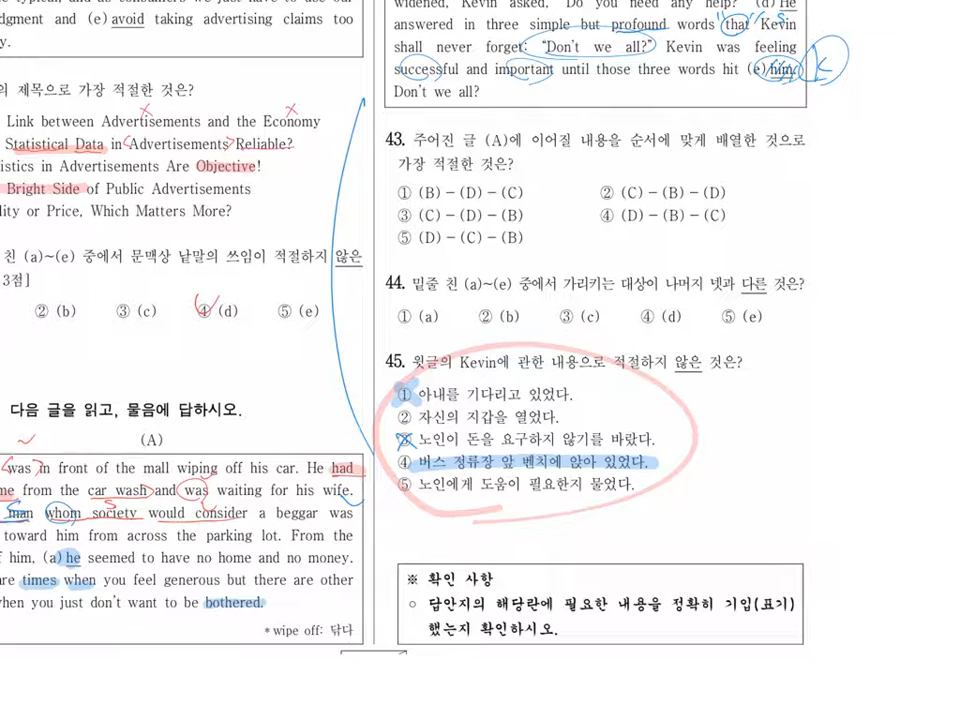 dgment and (e) avoid taking advertising claims too
y.
의 제목으로 가장 적절한 것은?
Link between Advertisements and the Economy
Statistical Data in Advertisements Reliable?
istics in Advertisements Are Objective!
Bright Side of Public Advertisements
lity or Price, Which Matters More?
친 (a)~(e) 중에서 문맥상 낱말의 쓰임이 적절하지 않은
3점]
② (b) ③ (c) ④ (d) ⑤ (e)
다음 글을 읽고, 물음에 답하시오.
(A)
was in front of the mall wiping off his car. He had
me from the car wash and was waiting for his wife.
man whom society would consider a beggar was
toward him from across the parking lot. From the
f him, (a) he seemed to have no home and no money.
are times when you feel generous but there are other
when you just don't want to be bothered.
* wipe off: 닦다
widened, Kevin asked, "Do you need any help?" (d) He
answered in three simple but profound words that Kevin
shall never forget: "Don't we all?" Kevin was feeling
successful and important until those three words hit (e) him.
Don't we all?
43. 주어진 글 (A)에 이어질 내용을 순서에 맞게 배열한 것으로
가장 적절한 것은?
① (B) - (D) - (C) ② (C) - (B) - (D)
③ (C) - (D) - (B) ④ (D) - (B) - (C)
⑤ (D) - (C) - (B)
44. 밑줄 친 (a)~(e) 중에서 가리키는 대상이 나머지 넷과 다른 것은?
① (a) ② (b) ③ (c) ④ (d) ⑤ (e)
45. 윗글의 Kevin에 관한 내용으로 적절하지 않은 것은?
① 아내를 기다리고 있었다.
② 자신의 지갑을 열었다.
③ 노인이 돈을 요구하지 않기를 바랐다.
④ 버스 정류장 앞 벤치에 앉아 있었다.
⑤ 노인에게 도움이 필요한지 물었다.
※ 확인 사항
○ 답안지의 해당란에 필요한 내용을 정확히 기입(표기)
했는지 확인하시오.